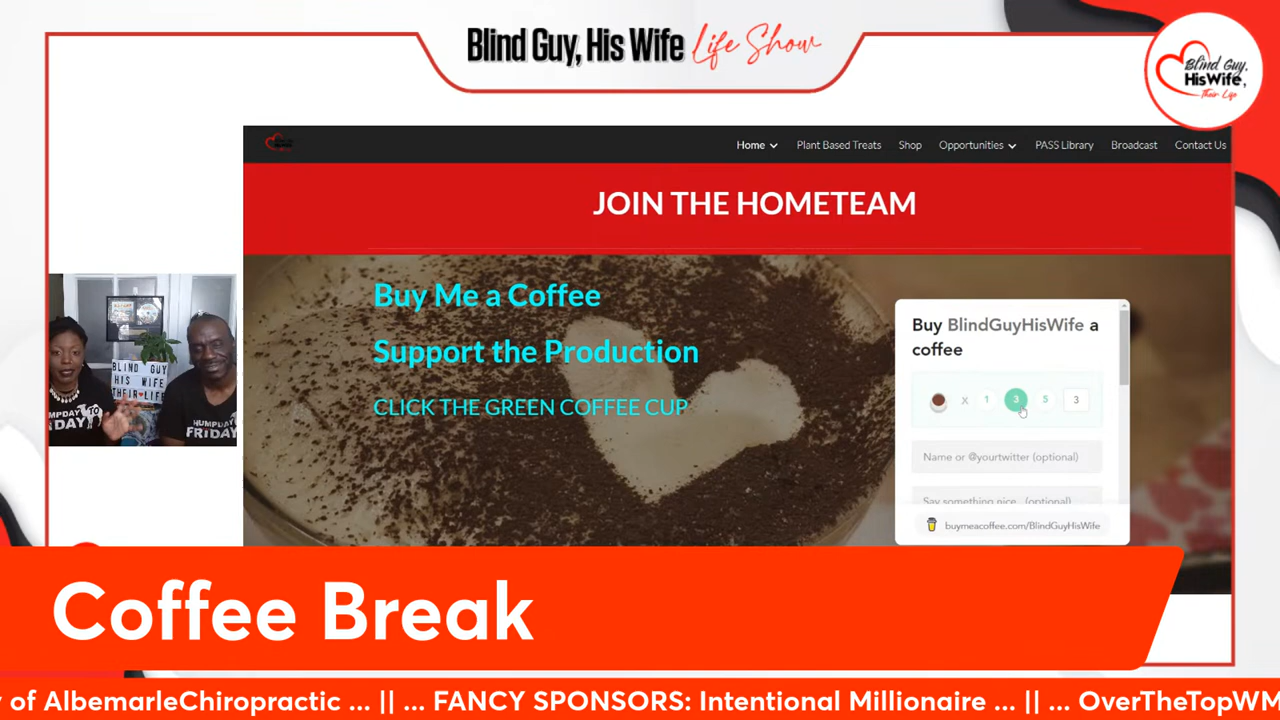 Blind Guy, His Wife Life Show
Blind Guy,
His Wife,
Their Life
Home
Plant Based Treats
Shop
Opportunities
PASS Library
Broadcast
Contact Us
JOIN THE HOMETEAM
Buy Me a Coffee
Support the Production
CLICK THE GREEN COFFEE CUP
Buy BlindGuyHisWife a
coffee
x 1 3 5 3
Name or @yourtwitter (optional)
Say something nice.. (optional)
buymeacoffee.com/BlindGuyHisWife
BLIND GUY
HIS WIFE
THEIR LIFE
HUMPDAY TO
DAY
HUMPDAY
FRIDAY
Coffee Break
y of AlbemarleChiropractic ... || ... FANCY SPONSORS: Intentional Millionaire ... || ... OverTheTopWM